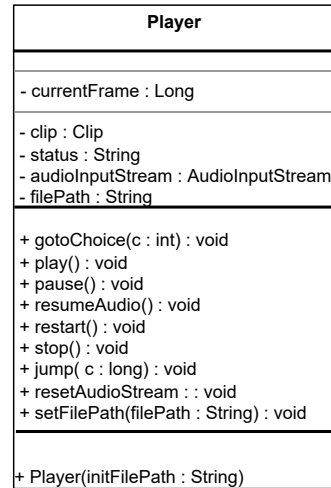 Player
- currentFrame : Long
- clip : Clip
- status : String
- audioInputStream : AudioInputStream
- filePath : String
+ gotoChoice(c : int) : void
+ play() : void
+ pause() : void
+ resumeAudio() : void
+ restart() : void
+ stop() : void
+ jump( c : long) : void
+ resetAudioStream : : void
+ setFilePath(filePath : String) : void
+ Player(initFilePath : String)